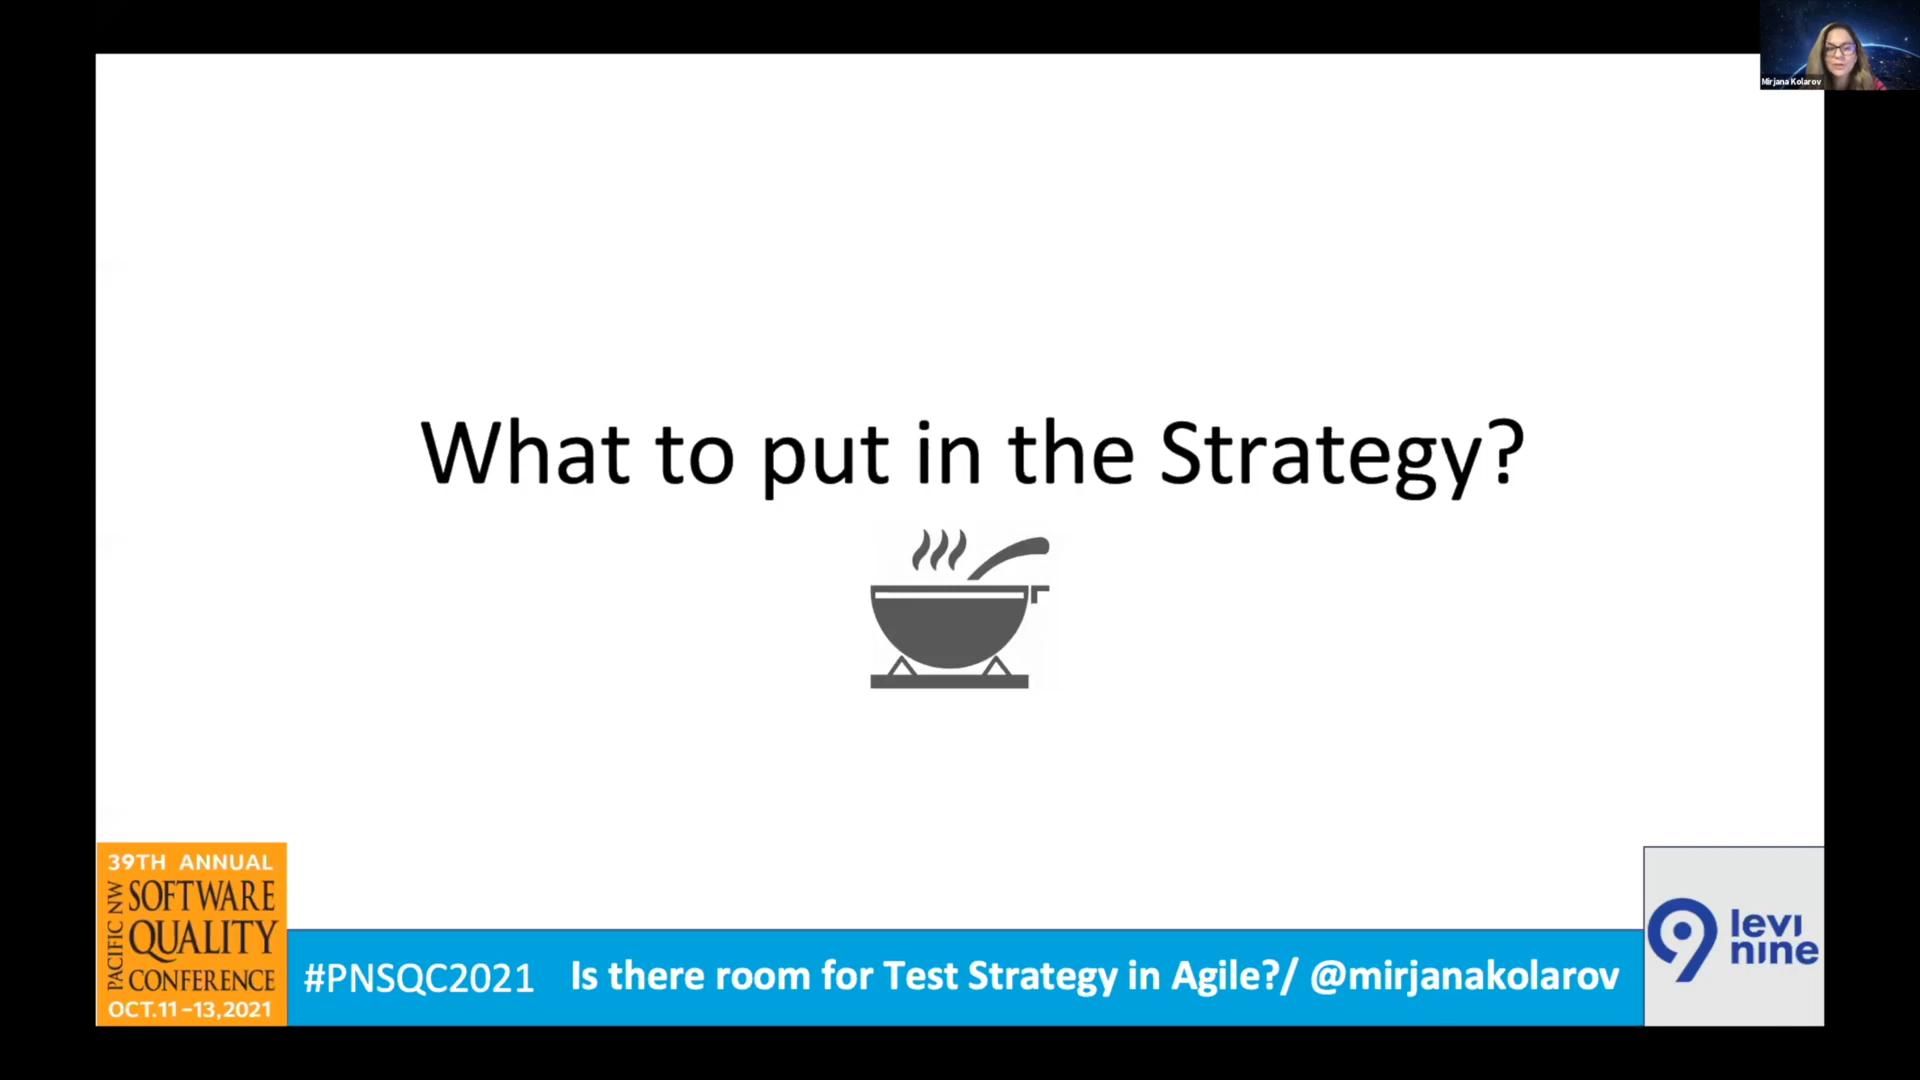 Mirjana Kolarov
What to put in the Strategy?
39TH ANNUAL
PACIFIC NW
SOFTWARE
QUALITY
CONFERENCE
OCT.11-13,2021
#PNSQC2021 Is there room for Test Strategy in Agile?/ @mirjanakolarov
9 levi
nine